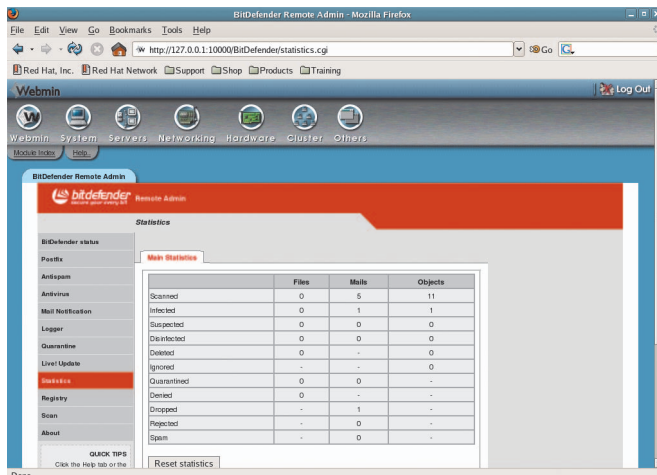 BitDefender Remote Admin - Mozilla Firefox
File Edit View Go Bookmarks Tools Help
http://127.0.0.1:10000/BitDefender/statistics.cgi Go
Red Hat, Inc. Red Hat Network Support Shop Products Training
Webmin Log Out
Webmin System Servers Networking Hardware Cluster Others
Module Index Help..
BitDefender Remote Admin
bitdefender Remote Admin
secure your every bit
Statistics
BitDefender status
Postfix
Antispam
Antivirus
Mail Notification
Logger
Quarantine
Live! Update
Statistics
Registry
Scan
About
QUICK TIPS
Click the Help tab or the
Main Statistics
Files Mails Objects
Scanned 0 5 11
Infected 0 1 1
Suspected 0 0 0
Disinfected 0 0 0
Deleted 0 - 0
Ignored - - 0
Quarantined 0 0 -
Denied 0 - -
Dropped - 1 -
Rejected - 0 -
Spam - 0 -
Reset statistics